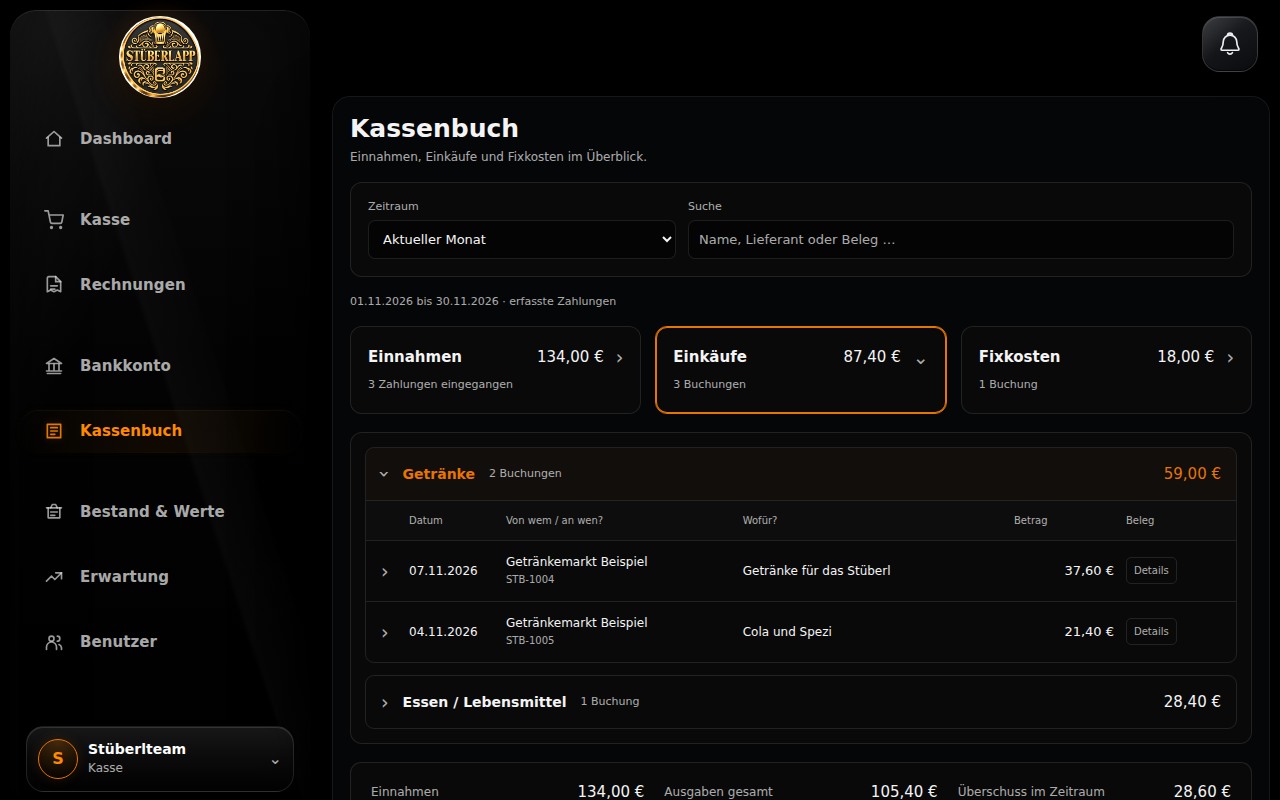 STÜBERLAPP
Dashboard
Kasse
Rechnungen
Bankkonto
Kassenbuch
Bestand & Werte
Erwartung
Benutzer
S
Stüberlteam
Kasse
Kassenbuch
Einnahmen, Einkäufe und Fixkosten im Überblick.
Zeitraum
Suche
Aktueller Monat
Name, Lieferant oder Beleg …
01.11.2026 bis 30.11.2026 · erfasste Zahlungen
Einnahmen 134,00 € ›
3 Zahlungen eingegangen
Einkäufe 87,40 €
3 Buchungen
Fixkosten 18,00 € ›
1 Buchung
Getränke 2 Buchungen 59,00 €
Datum Von wem / an wen? Wofür? Betrag Beleg
› 07.11.2026 Getränkemarkt Beispiel Getränke für das Stüberl 37,60 € Details
STB-1004
› 04.11.2026 Getränkemarkt Beispiel Cola und Spezi 21,40 € Details
STB-1005
› Essen / Lebensmittel 1 Buchung 28,40 €
Einnahmen 134,00 € Ausgaben gesamt 105,40 € Überschuss im Zeitraum 28,60 €